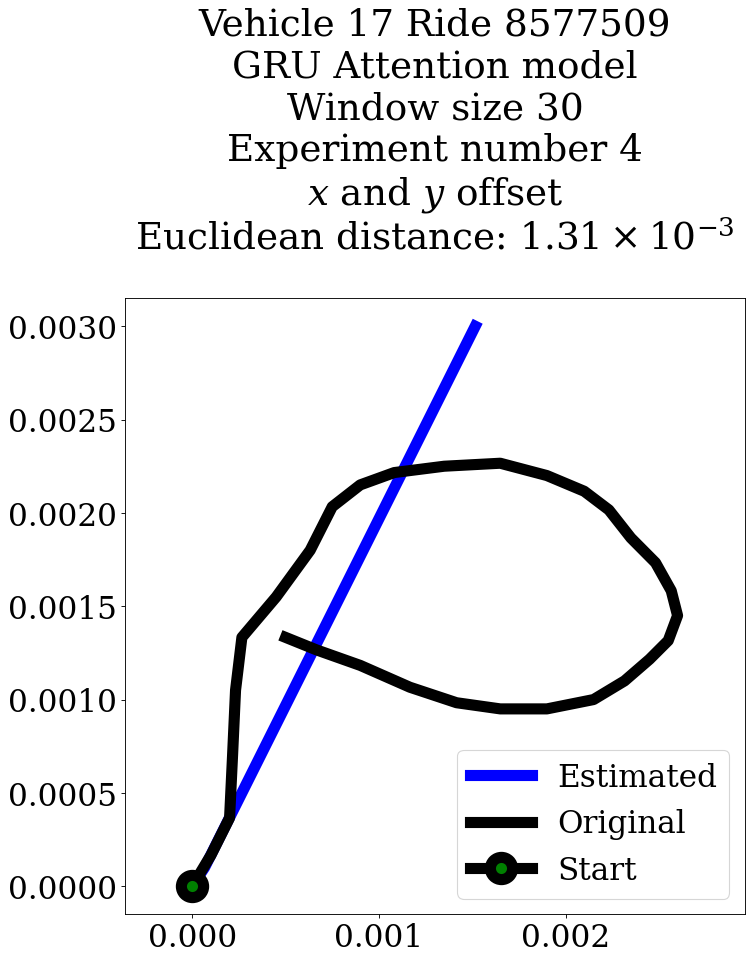 Vehicle 17 Ride 8577509
GRU Attention model
Window size 30
Experiment number 4
x and y offset
Euclidean distance: 1.31 × 10⁻³
0.0030
0.0025
0.0020
0.0015
0.0010
0.0005
0.0000
Estimated
Original
Start
0.000 0.001 0.002